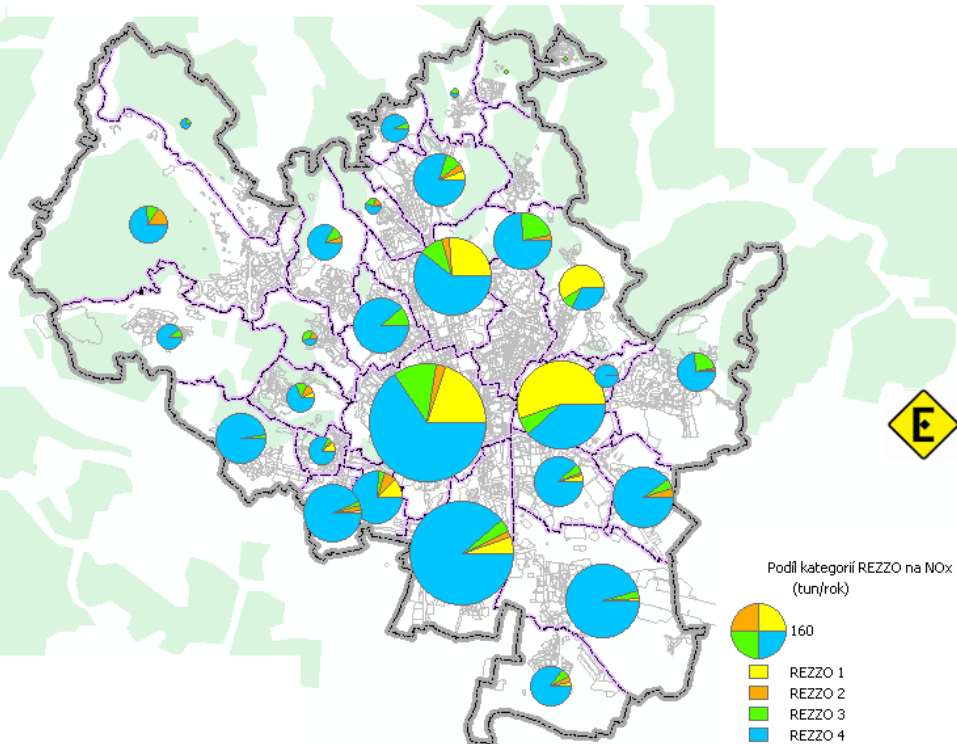 E
Podíl kategorií REZZO na NOx
(tun/rok)
160
REZZO 1
REZZO 2
REZZO 3
REZZO 4